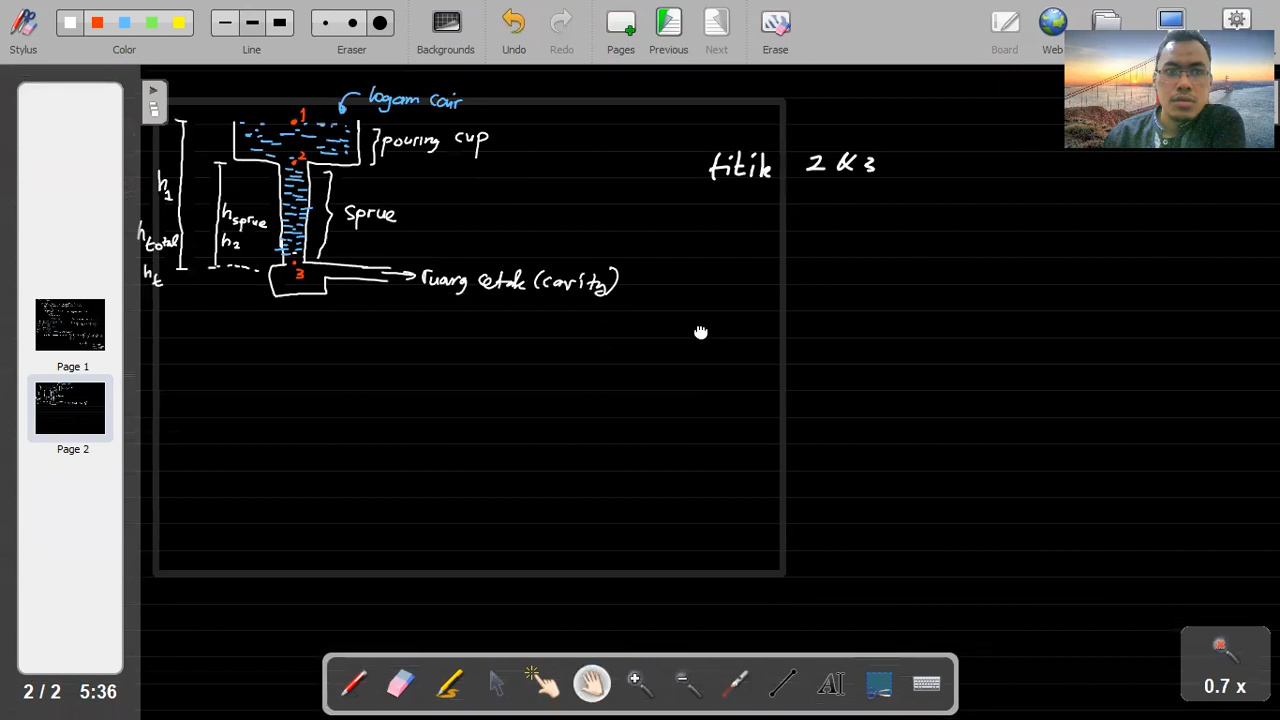 Stylus
Color
Line
Eraser
Backgrounds
Undo
Redo
Pages
Previous
Next
Erase
Board
Web
logam cair
1
pouring cup
2
titik 2 & 3
h1
hsprue
h2
sprue
htotal
ht
3
ruang cetak (cavity)
Page 1
Page 2
2 / 2 5:36
AI
0.7 x